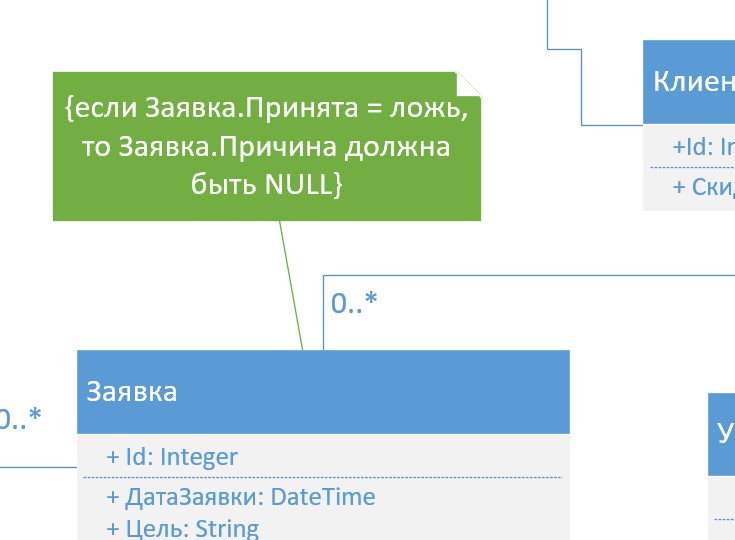 {если Заявка.Принята = ложь,
то Заявка.Причина должна
быть NULL}
Клиен
+Id: In
+ Ски
0..*
Заявка
0..*
+ Id: Integer
+ ДатаЗаявки: DateTime
+ Цель: String
У